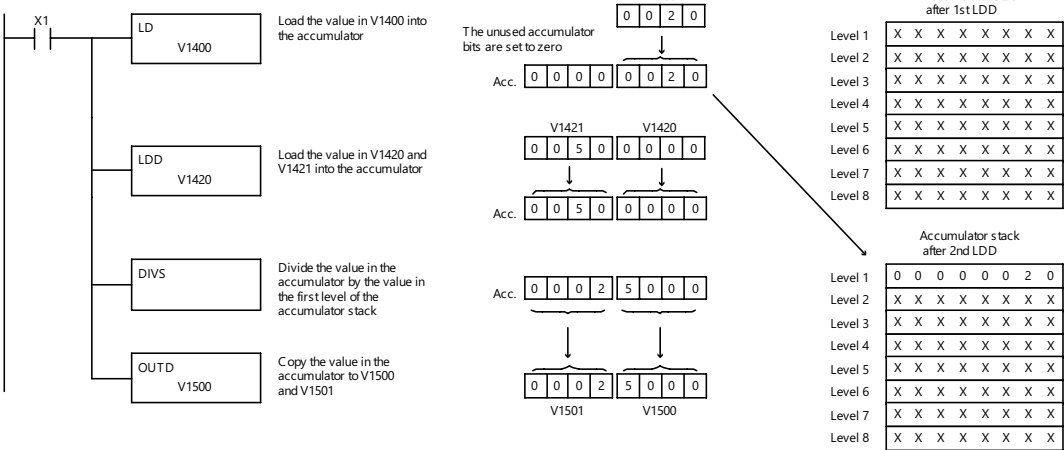 X1
LD
V1400
Load the value in V1400 into
the accumulator
LDD
V1420
Load the value in V1420 and
V1421 into the accumulator
DIVS
Divide the value in the
accumulator by the value in
the first level of the
accumulator stack
OUTD
V1500
Copy the value in the
accumulator to V1500
and V1501
The unused accumulator
bits are set to zero
0 0 2 0
Acc. 0 0 0 0 0 0 2 0
V1421 V1420
0 0 5 0 0 0 0 0
Acc. 0 0 5 0 0 0 0 0
Acc. 0 0 0 2 5 0 0 0
0 0 0 2 5 0 0 0
V1501 V1500
after 1st LDD
Level 1 X X X X X X X X
Level 2 X X X X X X X X
Level 3 X X X X X X X X
Level 4 X X X X X X X X
Level 5 X X X X X X X X
Level 6 X X X X X X X X
Level 7 X X X X X X X X
Level 8 X X X X X X X X
Accumulator stack
after 2nd LDD
Level 1 0 0 0 0 0 0 2 0
Level 2 X X X X X X X X
Level 3 X X X X X X X X
Level 4 X X X X X X X X
Level 5 X X X X X X X X
Level 6 X X X X X X X X
Level 7 X X X X X X X X
Level 8 X X X X X X X X